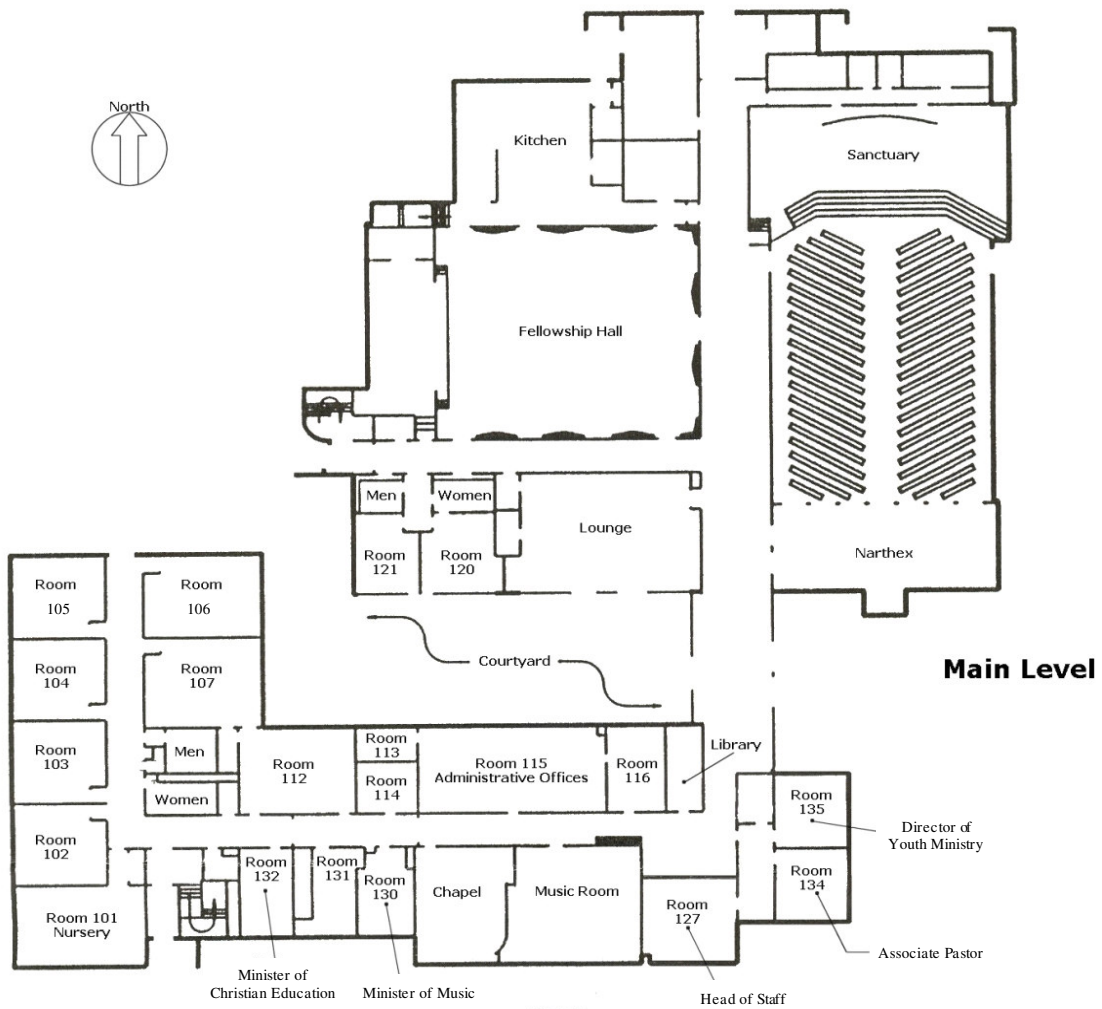 North
Kitchen
Sanctuary
Fellowship Hall
Men
Women
Lounge
Room
121
Room
120
Narthex
Room
105
Room
106
Courtyard
Main Level
Room
104
Room
107
Room
103
Men
Women
Room
112
Room
113
Room
114
Room 115
Administrative Offices
Room
116
Library
Room
135
Director of
Youth Ministry
Room
102
Room
132
Room
131
Room
130
Chapel
Music Room
Room
134
Room
127
Room 101
Nursery
Associate Pastor
Minister of
Christian Education
Minister of Music
Head of Staff